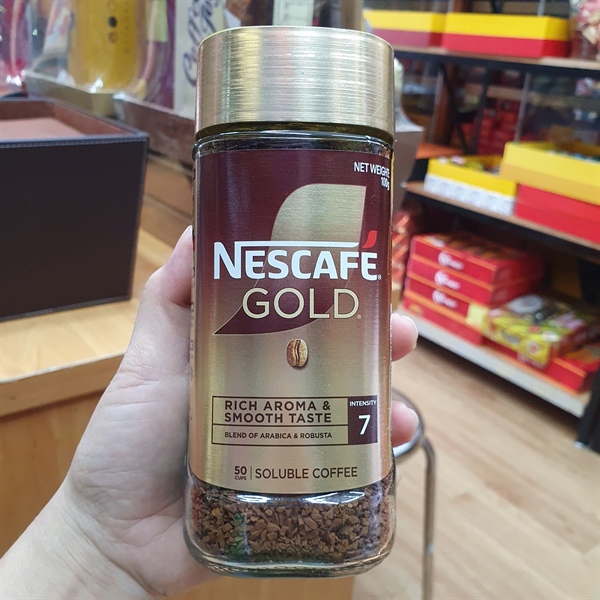 NET WEIGHT
100g
NESCAFÉ®
GOLD®
RICH AROMA &
SMOOTH TASTE
BLEND OF ARABICA & ROBUSTA
INTENSITY
7
50
CUPS
SOLUBLE COFFEE